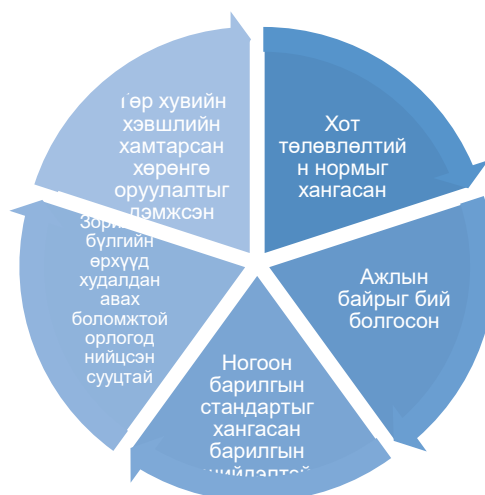 Хот
төлөвлөлтий
н нормыг
хангасан
Ажлын
байрыг бий
болгосон
Ногоон
барилгын
стандартыг
хангасан
барилгын
бүлгийн
өрхүүд
худалдан
авах
боломжтой
орлогод
нийцсэн
сууцтай
хувийн
хэвшлийн
хамтарсан
хөрөнгө
оруулалтыг
дэмжсэн